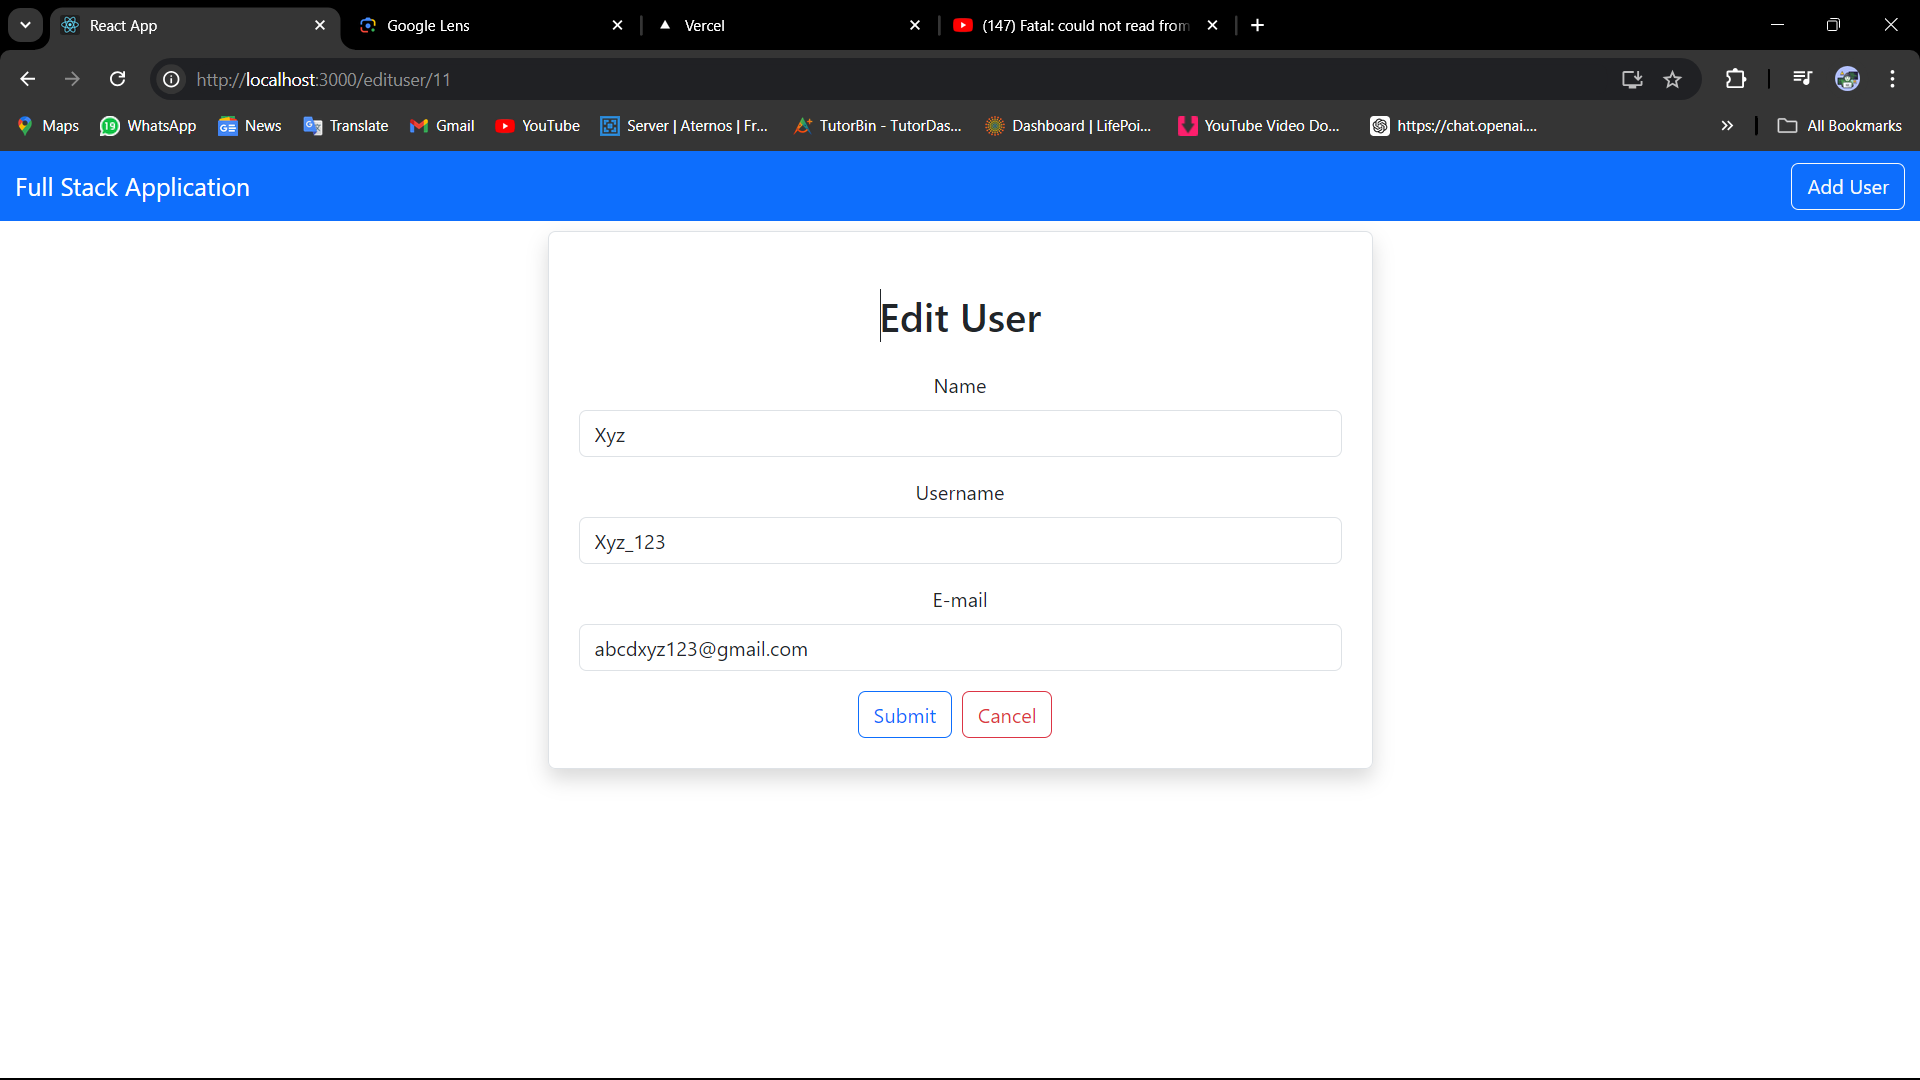 React App
Google Lens
Vercel
(147) Fatal: could not read from
http://localhost:3000/edituser/11
Maps
19
WhatsApp
News
Translate
Gmail
YouTube
Server | Aternos | Fr...
TutorBin - TutorDas...
Dashboard | LifePoi...
YouTube Video Do...
https://chat.openai....
All Bookmarks
Full Stack Application
Add User
Edit User
Name
Xyz
Username
Xyz_123
E-mail
abcdxyz123@gmail.com
Submit
Cancel